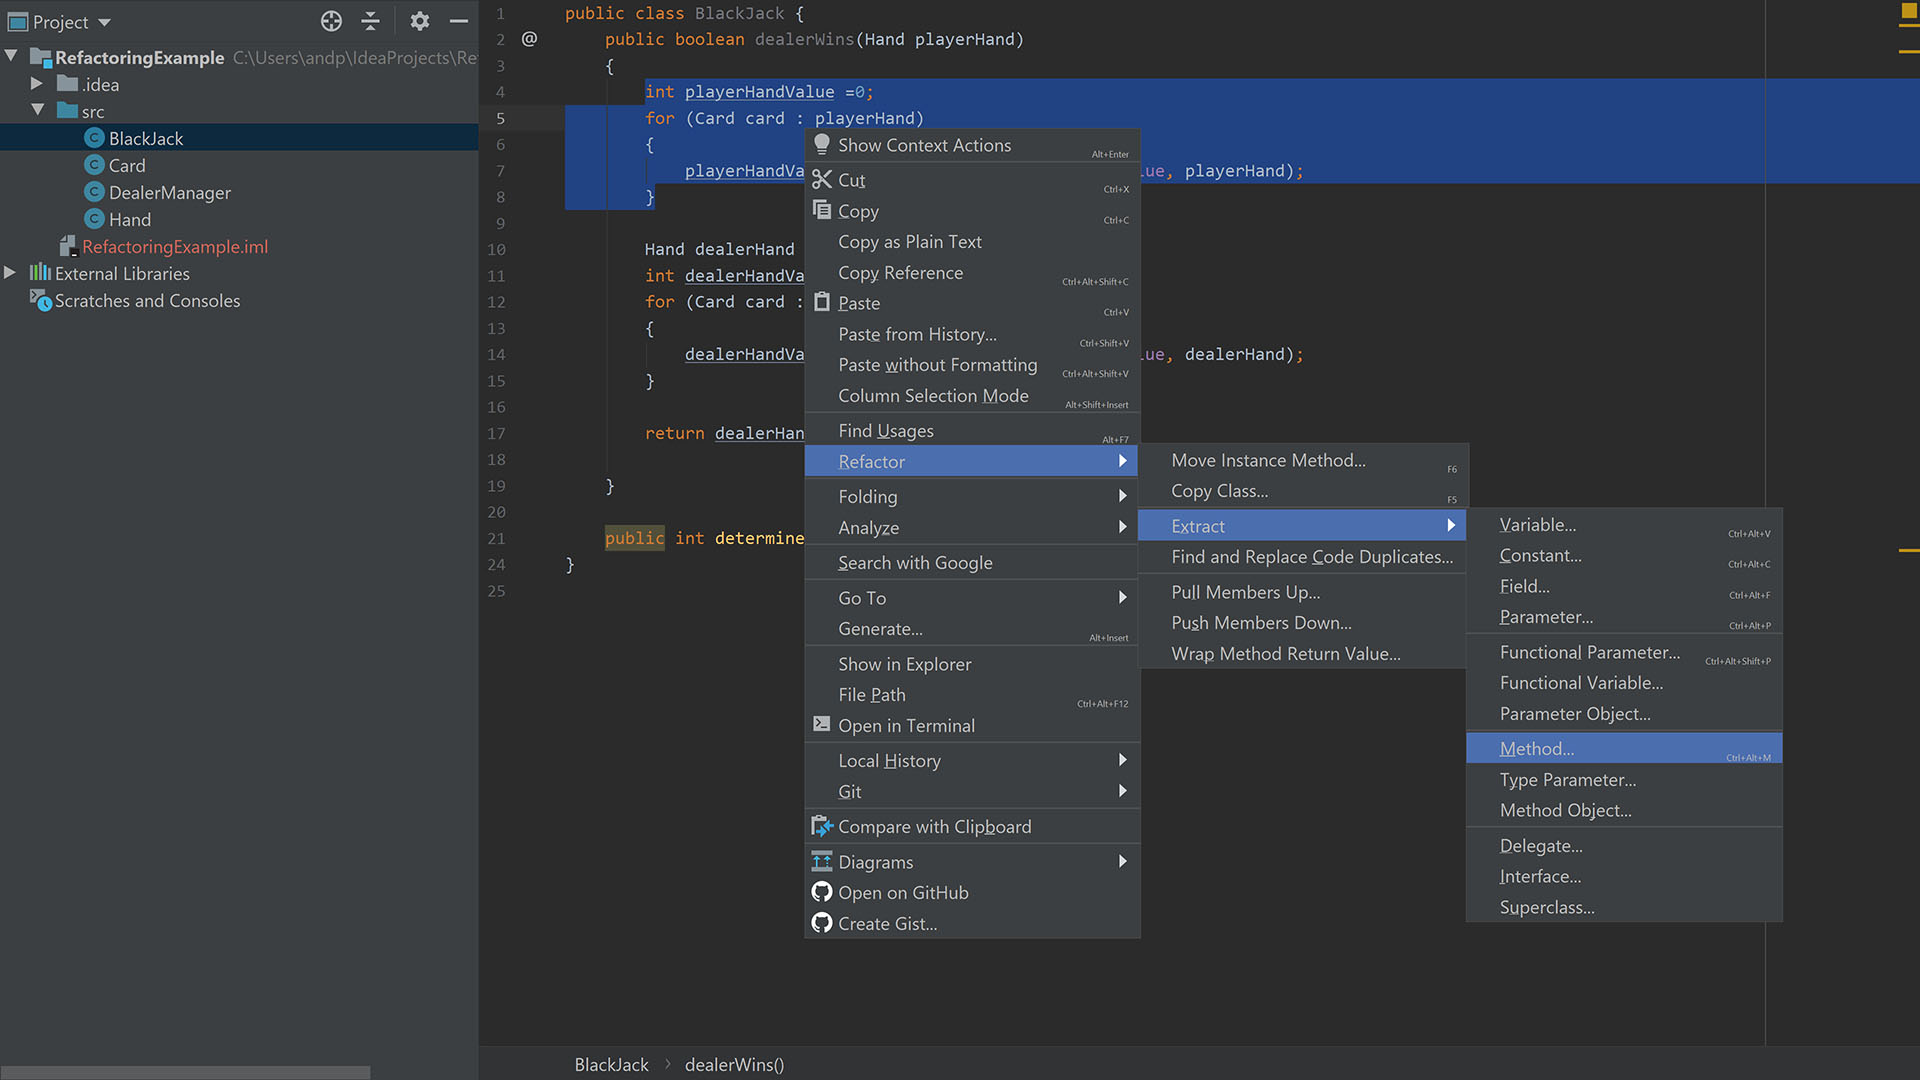 Project
RefactoringExample C:\Users\andp\IdeaProjects\Re
.idea
src
BlackJack
Card
DealerManager
Hand
RefactoringExample.iml
External Libraries
Scratches and Consoles
1 public class BlackJack {
2 @ public boolean dealerWins(Hand playerHand)
3 {
4 int playerHandValue =0;
5 for (Card card : playerHand)
6 {
7 playerHandVa lue, playerHand);
8 }
9
10 Hand dealerHand
11 int dealerHandVa
12 for (Card card :
13 {
14 dealerHandVa lue, dealerHand);
15 }
16
17 return dealerHan
18
19 }
20
21 public int determine
24 }
25
Show Context Actions Alt+Enter
Cut Ctrl+X
Copy Ctrl+C
Copy as Plain Text
Copy Reference Ctrl+Alt+Shift+C
Paste Ctrl+V
Paste from History... Ctrl+Shift+V
Paste without Formatting Ctrl+Alt+Shift+V
Column Selection Mode Alt+Shift+Insert
Find Usages Alt+F7
Refactor
Folding
Analyze
Search with Google
Go To
Generate... Alt+Insert
Show in Explorer
File Path Ctrl+Alt+F12
Open in Terminal
Local History
Git
Compare with Clipboard
Diagrams
Open on GitHub
Create Gist...
Move Instance Method... F6
Copy Class... F5
Extract
Find and Replace Code Duplicates...
Pull Members Up...
Push Members Down...
Wrap Method Return Value...
Variable... Ctrl+Alt+V
Constant... Ctrl+Alt+C
Field... Ctrl+Alt+F
Parameter... Ctrl+Alt+P
Functional Parameter... Ctrl+Alt+Shift+P
Functional Variable...
Parameter Object...
Method... Ctrl+Alt+M
Type Parameter...
Method Object...
Delegate...
Interface...
Superclass...
BlackJack > dealerWins()